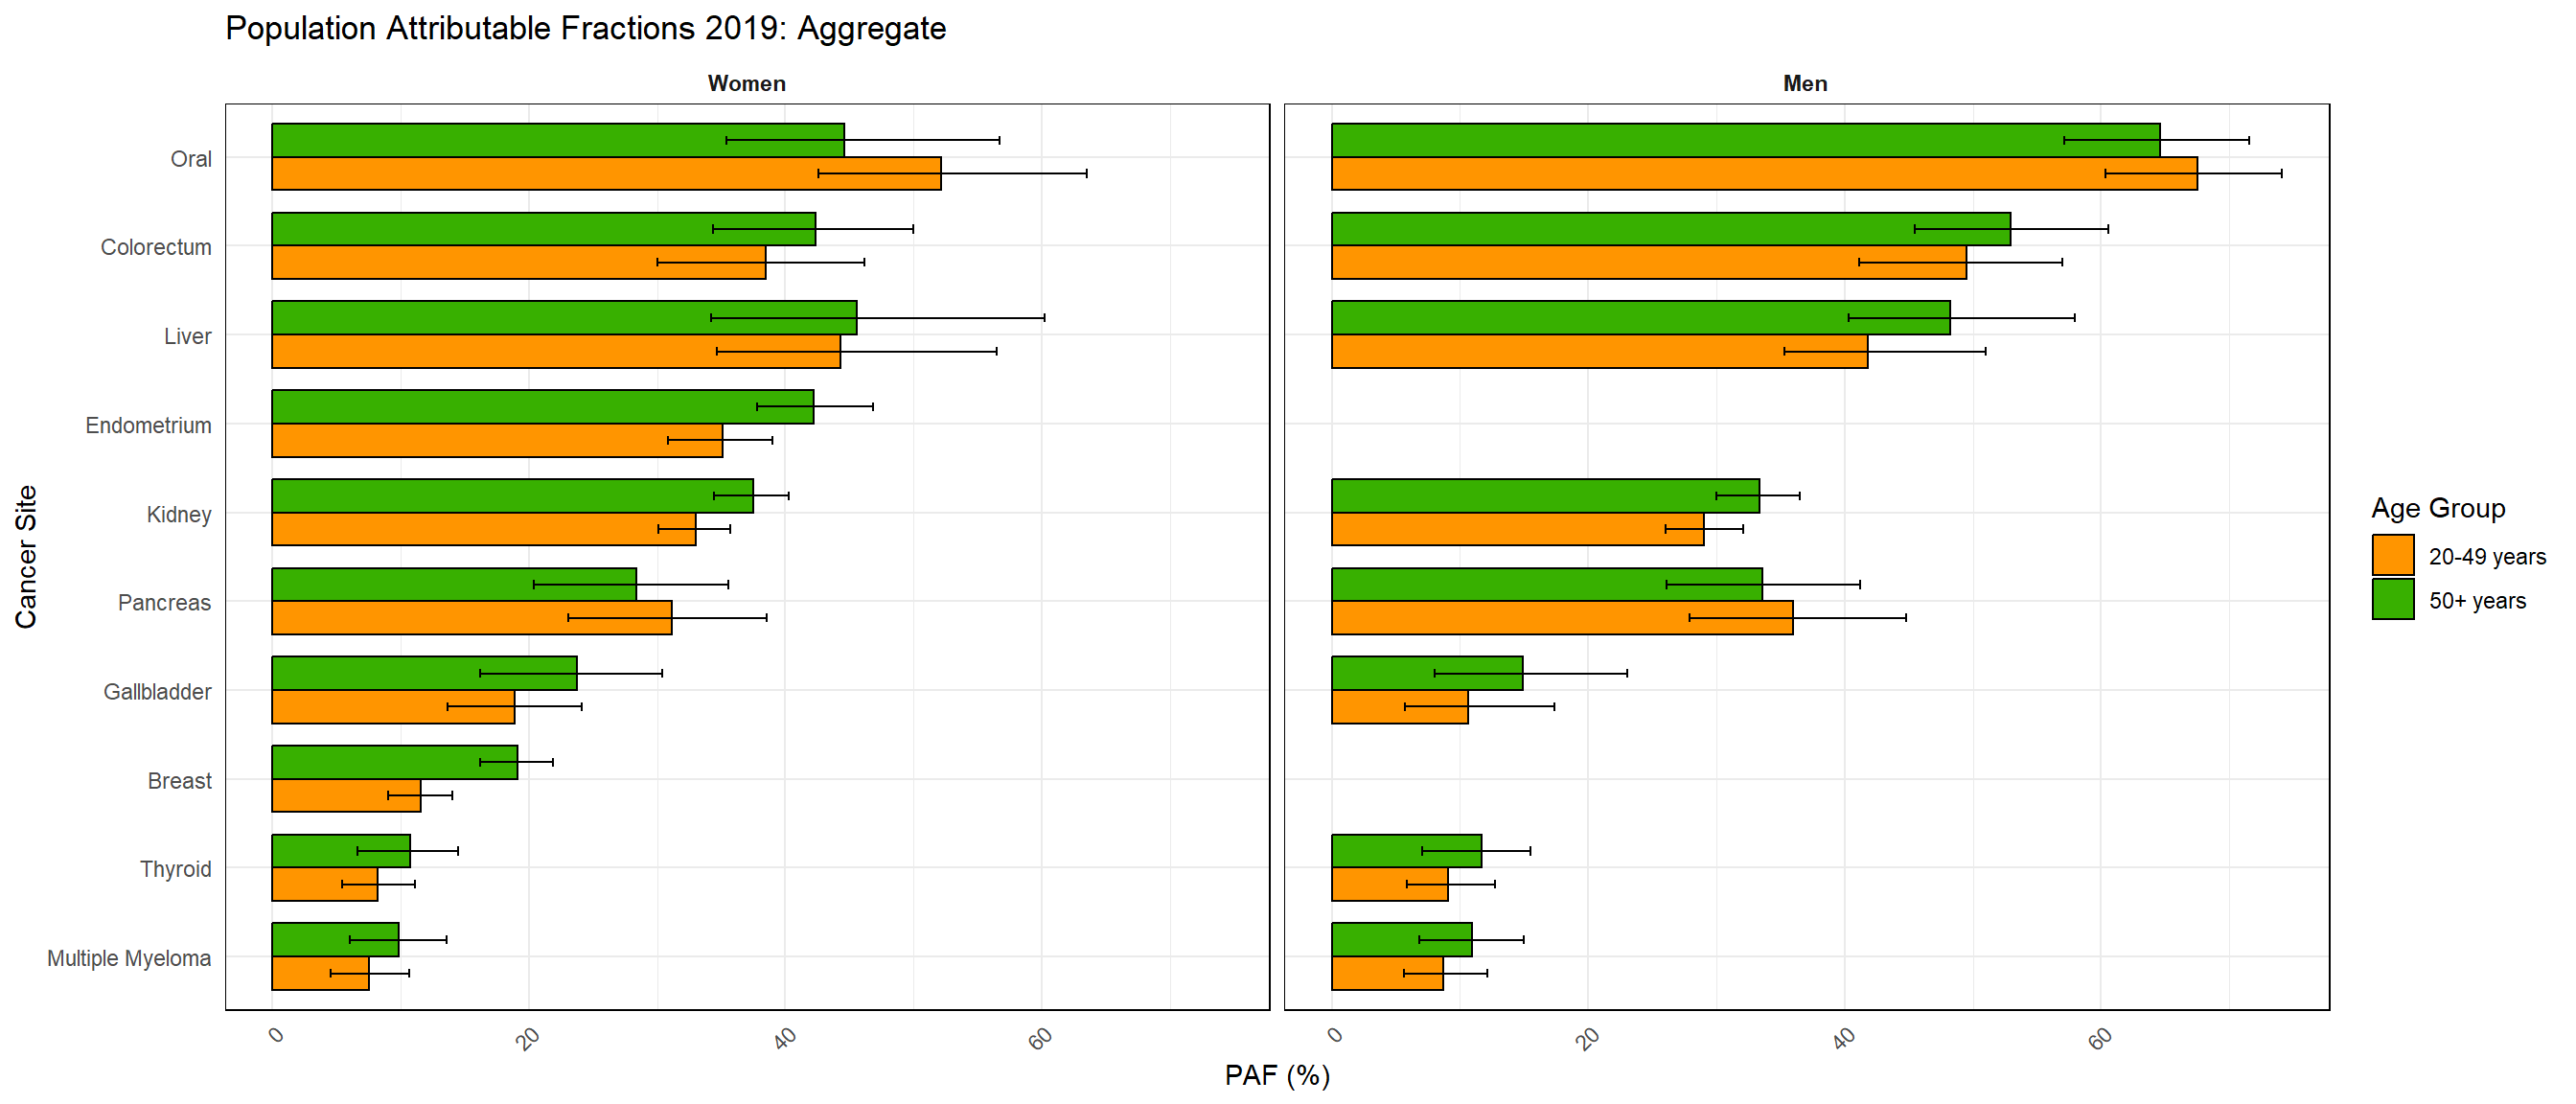 Population Attributable Fractions 2019: Aggregate
Women
Men
Cancer Site
Oral
Colorectum
Liver
Endometrium
Kidney
Pancreas
Gallbladder
Breast
Thyroid
Multiple Myeloma
0
20
40
60
0
20
40
60
PAF (%)
Age Group
20-49 years
50+ years